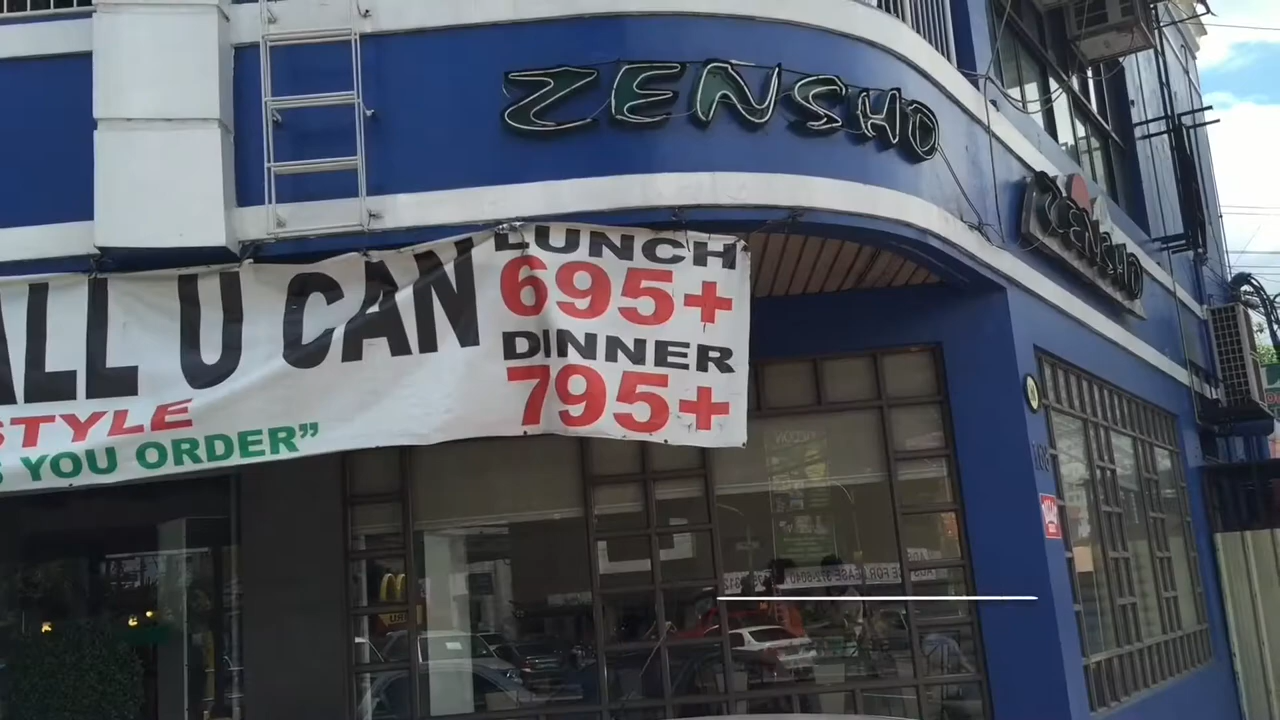 ZENSHO
ZENSHO
ALL U CAN
STYLE
YOU ORDER”
LUNCH
695+
DINNER
795+